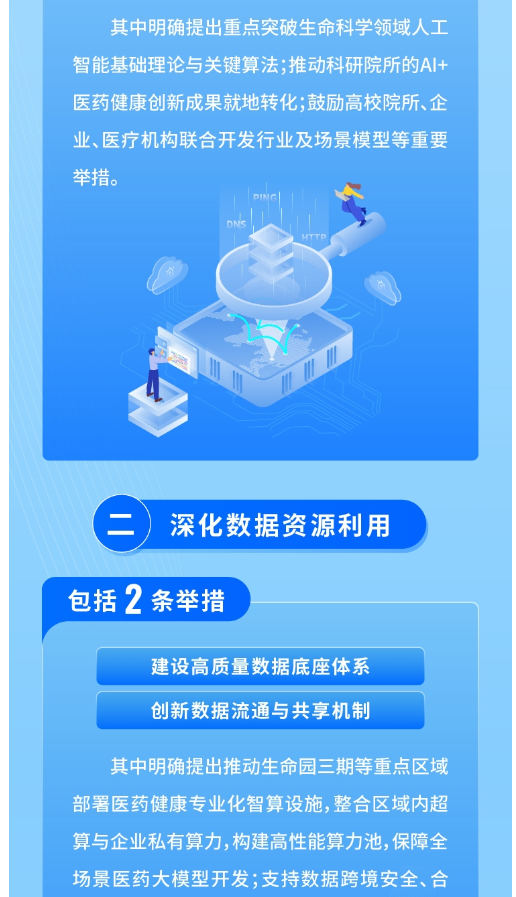 其中明确提出重点突破生命科学领域人工
智能基础理论与关键算法；推动科研院所的AI+
医药健康创新成果就地转化；鼓励高校院所、企
业、医疗机构联合开发行业及场景模型等重要
举措。
PING
DNS
HTTP
二 深化数据资源利用
包括2条举措
建设高质量数据底座体系
创新数据流通与共享机制
其中明确提出推动生命园三期等重点区域
部署医药健康专业化智算设施，整合区域内超
算与企业私有算力，构建高性能算力池，保障全
场景医药大模型开发；支持数据跨境安全、合